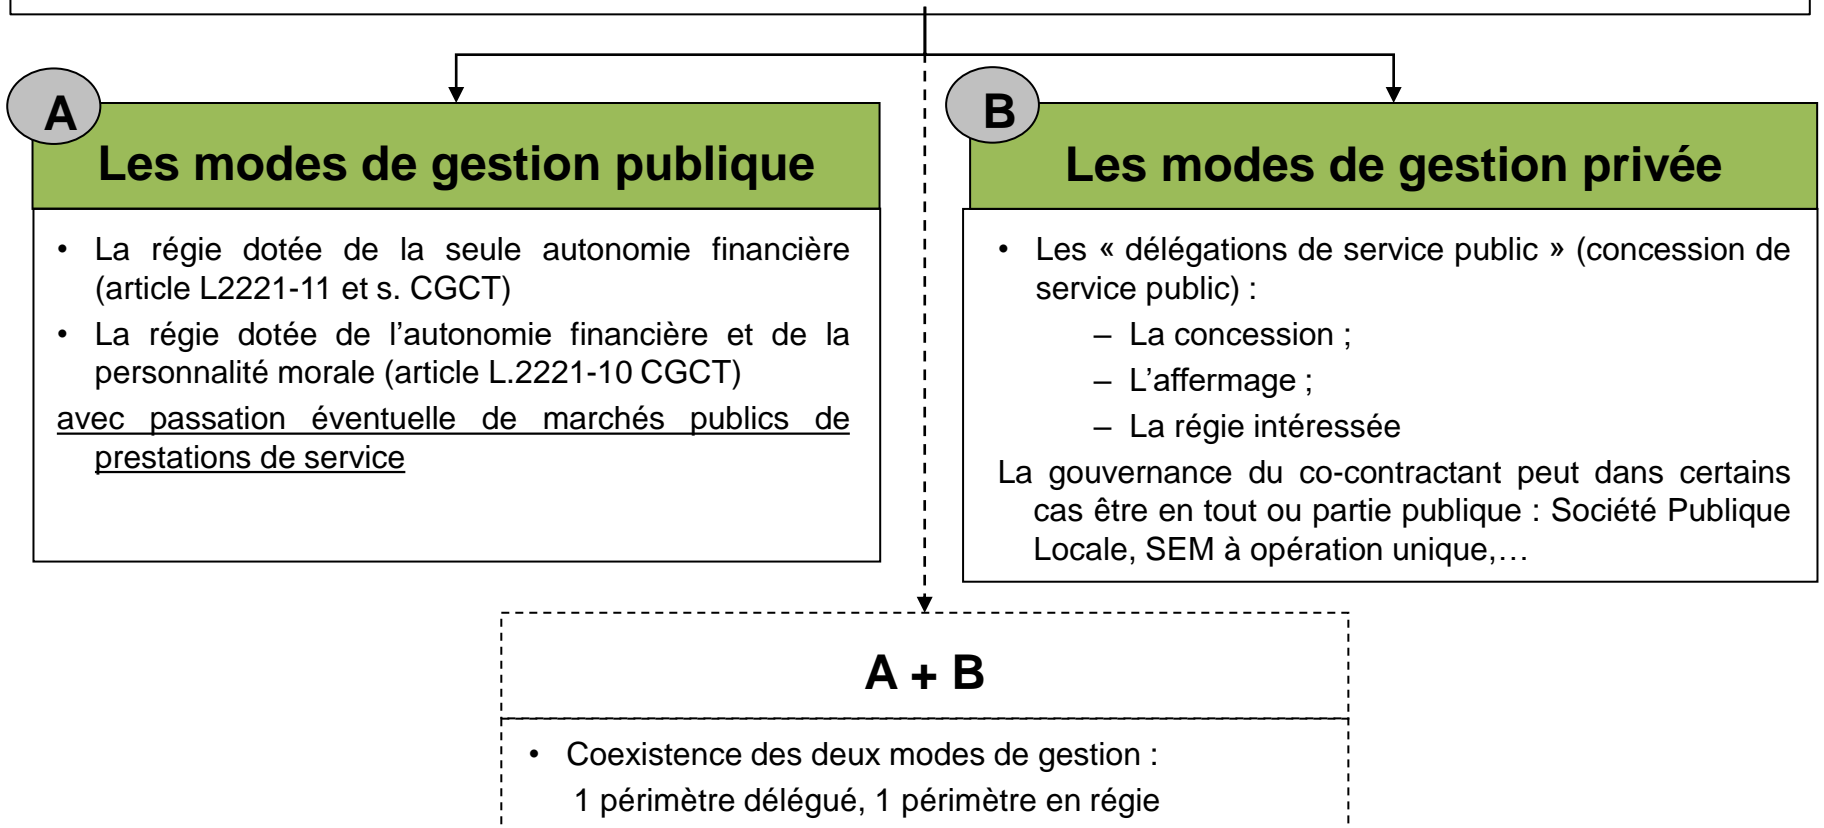 A
Les modes de gestion publique
• La régie dotée de la seule autonomie financière
(article L2221-11 et s. CGCT)
• La régie dotée de l’autonomie financière et de la
personnalité morale (article L.2221-10 CGCT)
avec passation éventuelle de marchés publics de
prestations de service
B
Les modes de gestion privée
• Les « délégations de service public » (concession de
service public) :
– La concession ;
– L’affermage ;
– La régie intéressée
La gouvernance du co-contractant peut dans certains
cas être en tout ou partie publique : Société Publique
Locale, SEM à opération unique,…
A + B
• Coexistence des deux modes de gestion :
1 périmètre délégué, 1 périmètre en régie